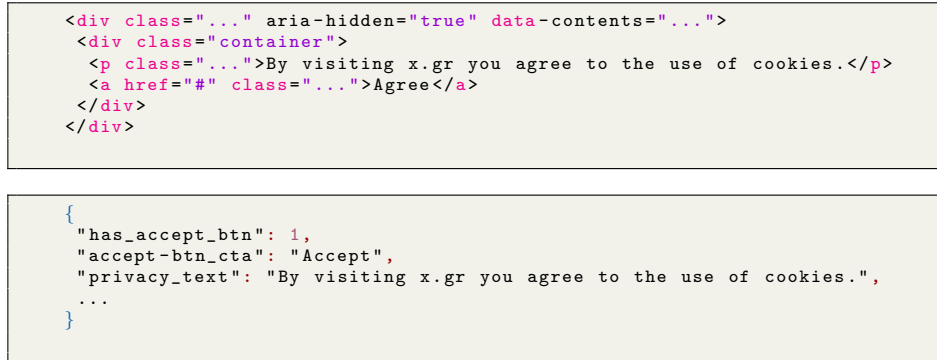 <div class="..." aria-hidden="true" data-contents="...">
<div class="container">
<p class="...">By visiting x.gr you agree to the use of cookies.</p>
<a href="#" class="...">Agree</a>
</div>
</div>
{
"has_accept_btn": 1,
"accept-btn_cta": "Accept",
"privacy_text": "By visiting x.gr you agree to the use of cookies.",
...
}